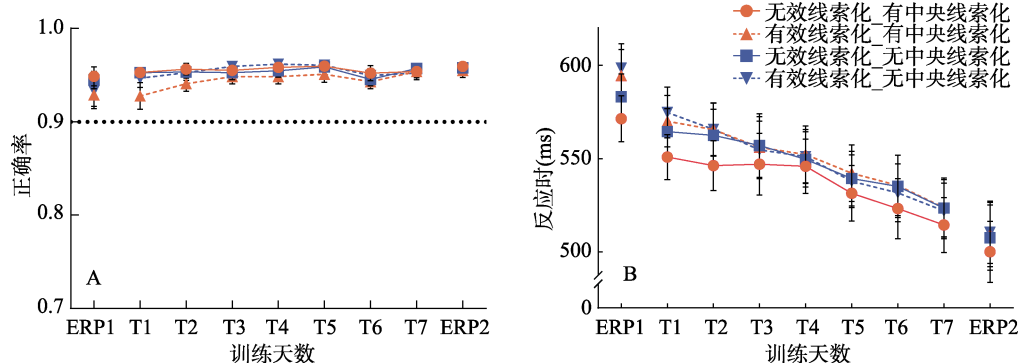 1.0
0.9
0.8
0.7
正确率
A
ERP1 T1 T2 T3 T4 T5 T6 T7 ERP2
训练天数
无效线索化_有中央线索化
有效线索化_有中央线索化
无效线索化_无中央线索化
有效线索化_无中央线索化
600
550
500
0
反应时(ms)
B
ERP1 T1 T2 T3 T4 T5 T6 T7 ERP2
训练天数